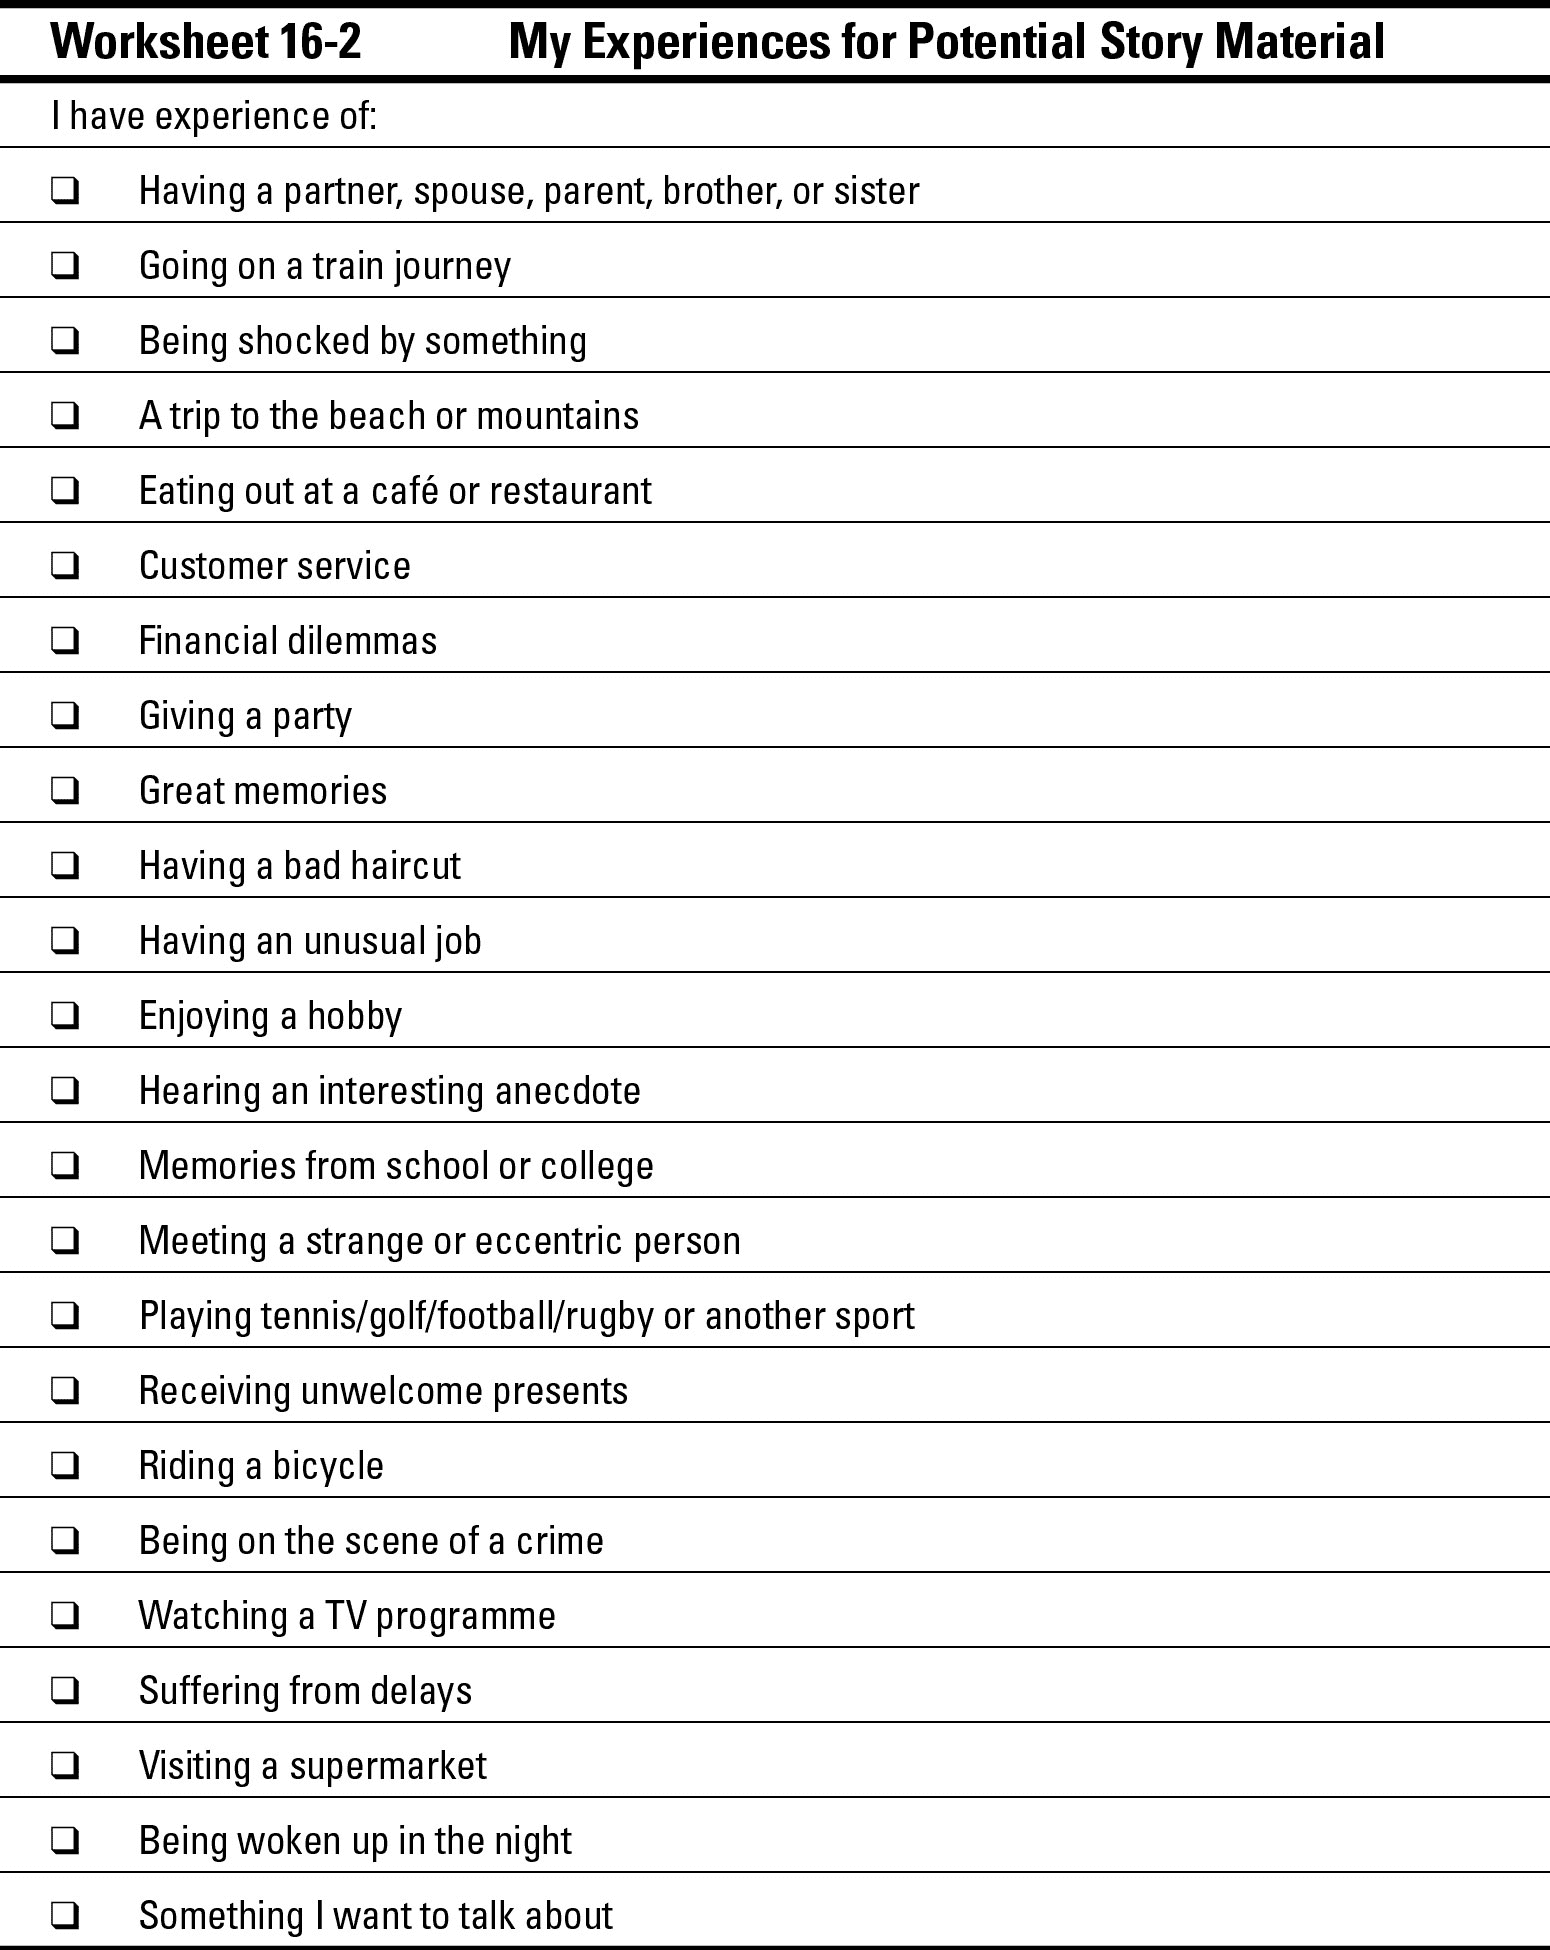 Worksheet 16-2 My Experiences for Potential Story Material
I have experience of:
❑ Having a partner, spouse, parent, brother, or sister
❑ Going on a train journey
❑ Being shocked by something
❑ A trip to the beach or mountains
❑ Eating out at a café or restaurant
❑ Customer service
❑ Financial dilemmas
❑ Giving a party
❑ Great memories
❑ Having a bad haircut
❑ Having an unusual job
❑ Enjoying a hobby
❑ Hearing an interesting anecdote
❑ Memories from school or college
❑ Meeting a strange or eccentric person
❑ Playing tennis/golf/football/rugby or another sport
❑ Receiving unwelcome presents
❑ Riding a bicycle
❑ Being on the scene of a crime
❑ Watching a TV programme
❑ Suffering from delays
❑ Visiting a supermarket
❑ Being woken up in the night
❑ Something I want to talk about